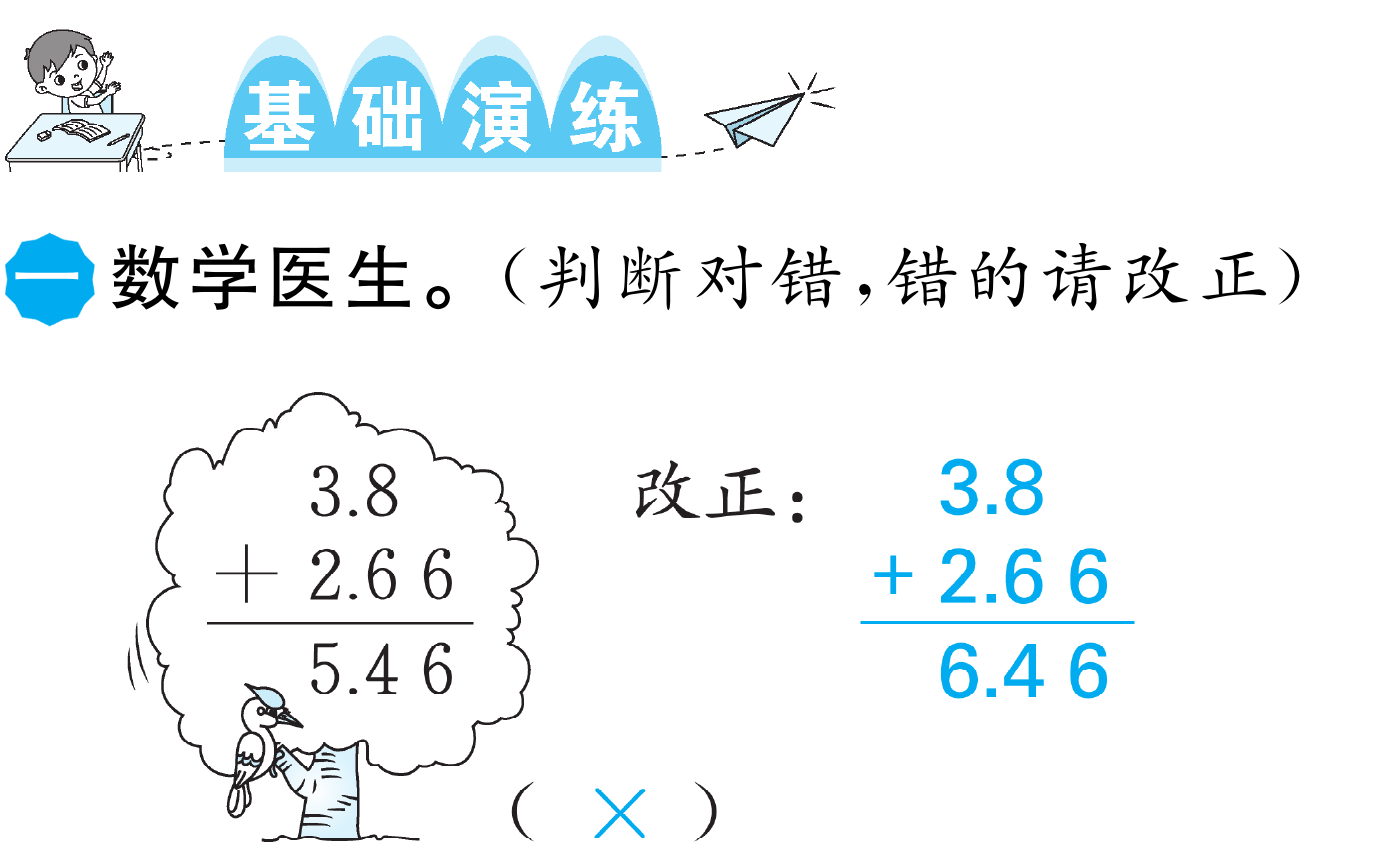 基础演练
一 数学医生。(判断对错,错的请改正)
3.8
+ 2.6 6
5.4 6
( × )
改正:
3.8
+ 2.6 6
6.4 6